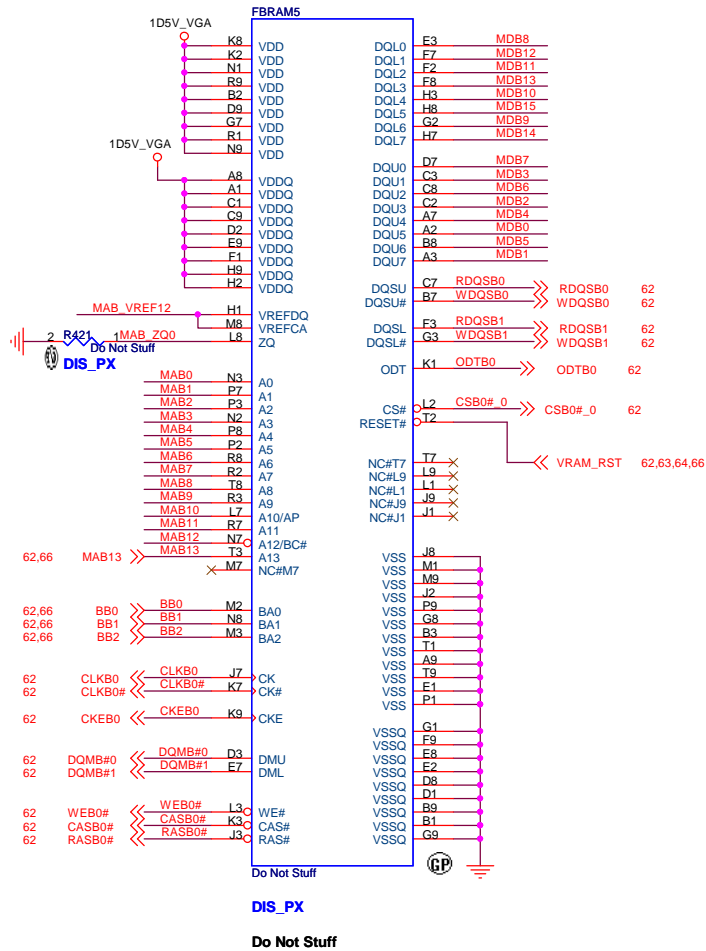 FBRAM5
1D5V_VGA
K8 VDD DQL0 E3 MDB8
K2 VDD DQL1 F7 MDB12
N1 VDD DQL2 F2 MDB11
R9 VDD DQL3 F8 MDB13
B2 VDD DQL4 H3 MDB10
D9 VDD DQL5 H8 MDB15
G7 VDD DQL6 G2 MDB9
R1 VDD DQL7 H7 MDB14
N9 VDD
1D5V_VGA
A8 VDDQ DQU0 D7 MDB7
A1 VDDQ DQU1 C3 MDB3
C1 VDDQ DQU2 C8 MDB6
C9 VDDQ DQU3 C2 MDB2
D2 VDDQ DQU4 A7 MDB4
E9 VDDQ DQU5 A2 MDB0
F1 VDDQ DQU6 B8 MDB5
H9 VDDQ DQU7 A3 MDB1
H2 VDDQ
DQSU C7 RDQSB0 RDQSB0 62
DQSU# B7 WDQSB0 WDQSB0 62
MAB_VREF12 H1 VREFDQ
M8 VREFCA DQSL F3 RDQSB1 RDQSB1 62
2 R421 1 MAB_ZQ0 L8 ZQ DQSL# G3 WDQSB1 WDQSB1 62
Do Not Stuff
DIS_PX
ODT K1 ODTB0 ODTB0 62
MAB0 N3 A0
MAB1 P7 A1
MAB2 P3 A2 CS# L2 CSB0#_0 CSB0#_0 62
MAB3 N2 A3 RESET# T2
MAB4 P8 A4
MAB5 P2 A5
MAB6 R8 A6 NC#T7 T7 VRAM_RST 62,63,64,66
MAB7 R2 A7 NC#L9 L9
MAB8 T8 A8 NC#L1 L1
MAB9 R3 A9 NC#J9 J9
MAB10 L7 A10/AP NC#J1 J1
MAB11 R7 A11
MAB12 N7 A12/BC#
62,66 MAB13 MAB13 T3 A13 VSS J8
M7 NC#M7 VSS M1
VSS M9
VSS J2
62,66 BB0 BB0 M2 BA0 VSS P9
62,66 BB1 BB1 N8 BA1 VSS G8
62,66 BB2 BB2 M3 BA2 VSS B3
VSS T1
VSS A9
62 CLKB0 CLKB0 J7 CK VSS T9
62 CLKB0# CLKB0# K7 CK# VSS E1
VSS P1
62 CKEB0 CKEB0 K9 CKE
VSSQ G1
VSSQ F9
62 DQMB#0 DQMB#0 D3 DMU VSSQ E8
62 DQMB#1 DQMB#1 E7 DML VSSQ E2
VSSQ D8
VSSQ D1
62 WEB0# WEB0# L3 WE# VSSQ B9
62 CASB0# CASB0# K3 CAS# VSSQ B1
62 RASB0# RASB0# J3 RAS# VSSQ G9
GP
Do Not Stuff
DIS_PX
Do Not Stuff